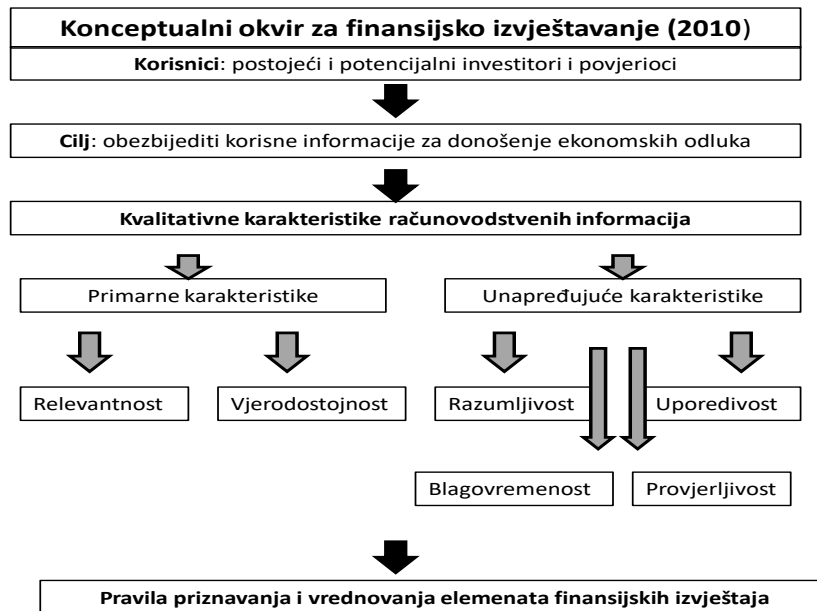 Konceptualni okvir za finansijsko izvještavanje (2010)
Korisnici: postojeći i potencijalni investitori i povjerioci
Cilj: obezbijediti korisne informacije za donošenje ekonomskih odluka
Kvalitativne karakteristike računovodstvenih informacija
Primarne karakteristike
Unapređujuće karakteristike
Relevantnost
Vjerodostojnost
Razumljivost
Uporedivost
Blagovremenost
Provjerljivost
Pravila priznavanja i vrednovanja elemenata finansijskih izvještaja